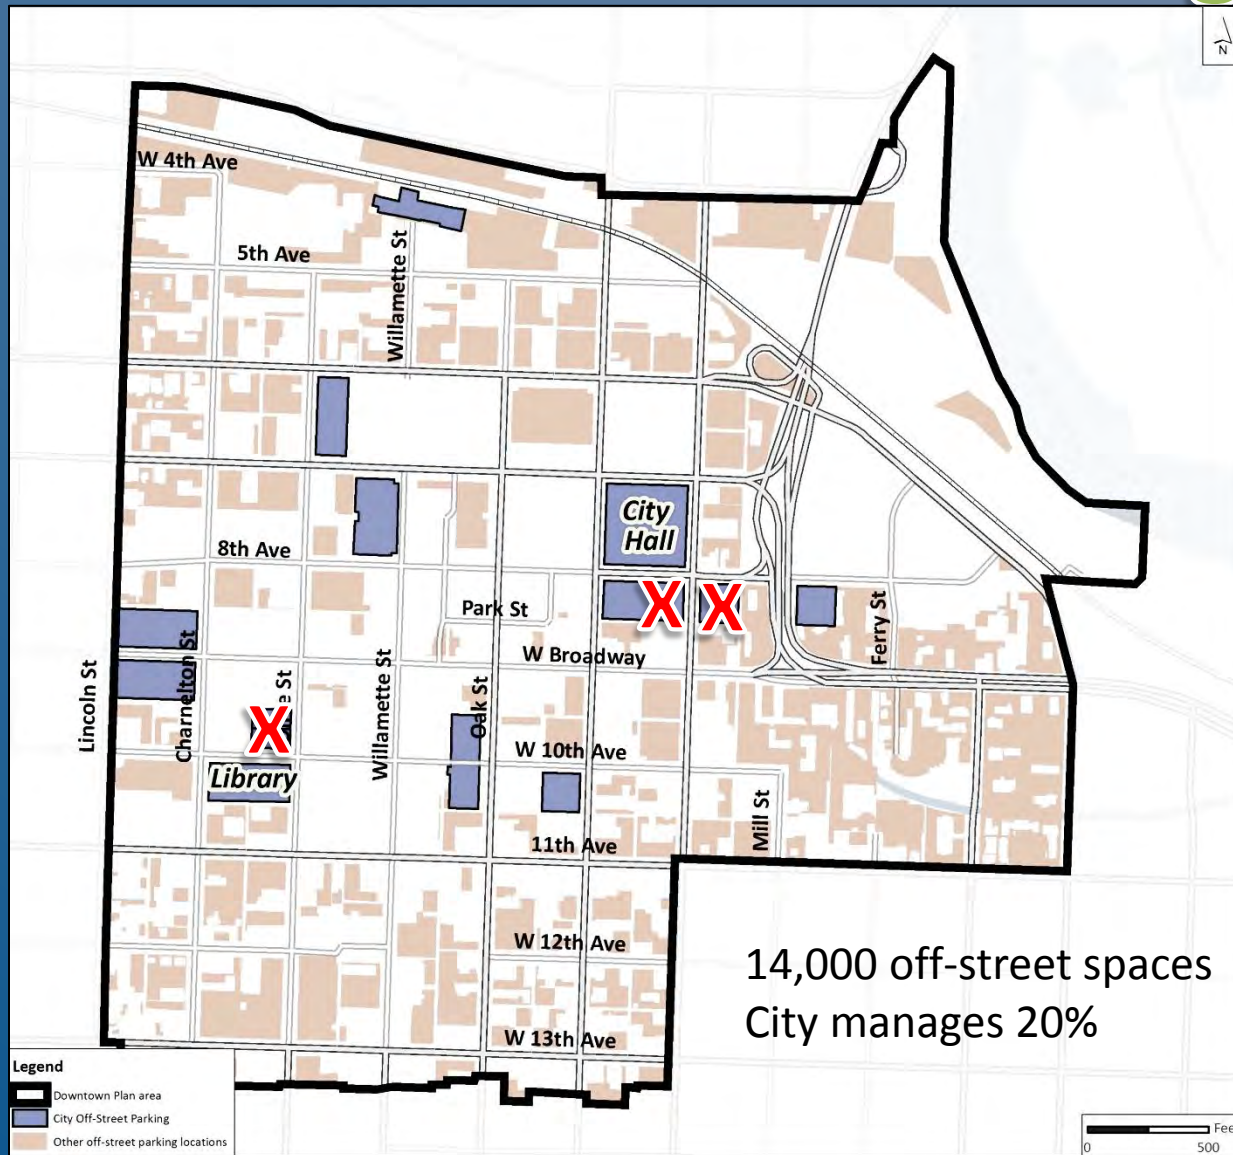 N
W 4th Ave
5th Ave
Willamette St
City
Hall
8th Ave
X X
Park St
W Broadway
Ferry St
Lincoln St
Charnelton St
St
X
Library
Willamette St
Oak St
W 10th Ave
Mill St
11th Ave
W 12th Ave
W 13th Ave
14,000 off-street spaces
City manages 20%
Legend
Downtown Plan area
City Off-Street Parking
Other off-street parking locations
0 500